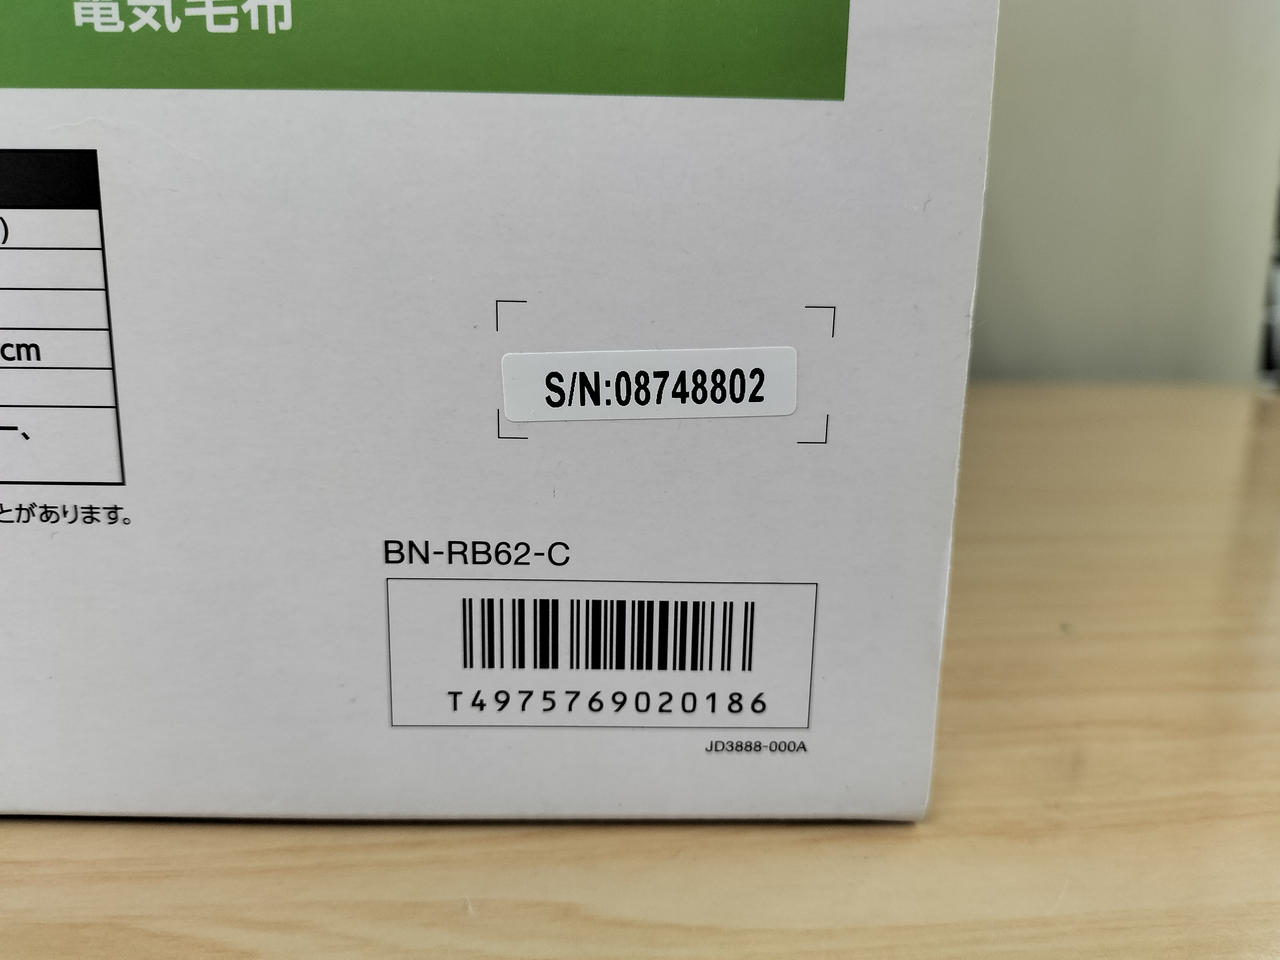 電気毛布
)
cm
ー、
とがあります。
S/N:08748802
BN-RB62-C
T4975769020186
JD3888-000A